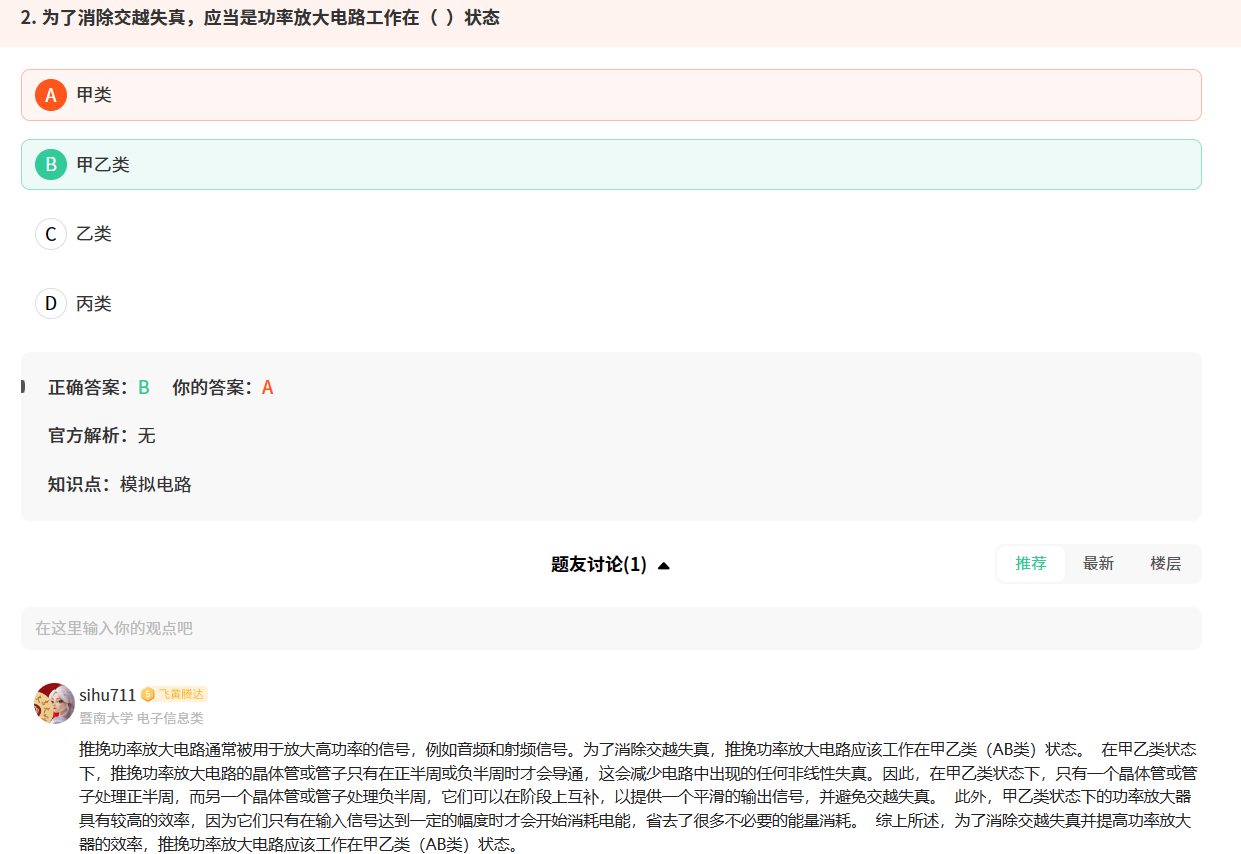 2. 为了消除交越失真，应当是功率放大电路工作在（ ）状态
A 甲类
B 甲乙类
C 乙类
D 丙类
正确答案：B 你的答案：A
官方解析：无
知识点：模拟电路
题友讨论(1)
推荐 最新 楼层
在这里输入你的观点吧
sihu711 飞黄腾达
暨南大学 电子信息类
推挽功率放大电路通常被用于放大高功率的信号，例如音频和射频信号。为了消除交越失真，推挽功率放大电路应该工作在甲乙类（AB类）状态。 在甲乙类状态
下，推挽功率放大电路的晶体管或管子只有在正半周或负半周时才会导通，这会减少电路中出现的任何非线性失真。因此，在甲乙类状态下，只有一个晶体管或管
子处理正半周，而另一个晶体管或管子处理负半周，它们可以在阶段上互补，以提供一个平滑的输出信号，并避免交越失真。 此外，甲乙类状态下的功率放大器
具有较高的效率，因为它们只有在输入信号达到一定的幅度时才会开始消耗电能，省去了很多不必要的能量消耗。 综上所述，为了消除交越失真并提高功率放大
器的效率，推挽功率放大电路应该工作在甲乙类（AB类）状态。